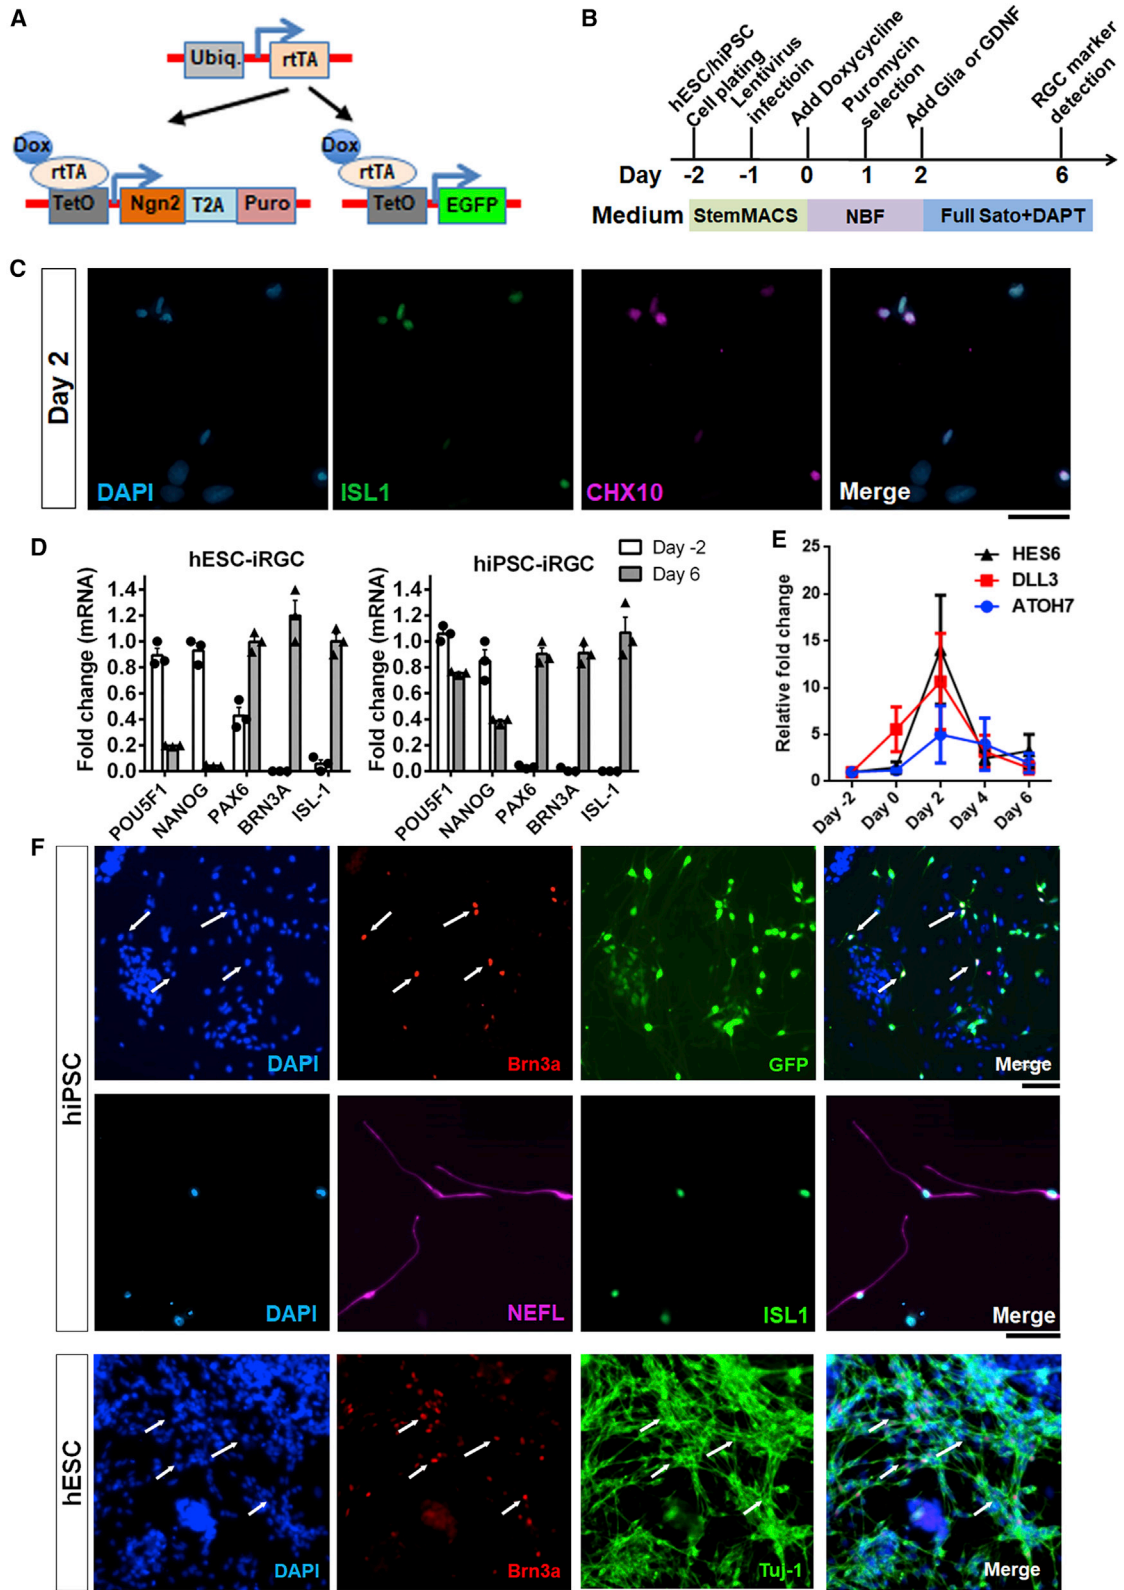 A
Ubiq.
rtTA
Dox
rtTA
TetO
Ngn2
T2A
Puro
Dox
rtTA
TetO
EGFP
B
hESC/hiPSC
Cell plating
Lentivirus
infectioin
Add Doxycycline
Puromycin
selection
Add Glia or GDNF
RGC marker
detection
Day
-2
-1
0
1
2
6
Medium
StemMACS
NBF
Full Sato+DAPT
C
Day 2
DAPI
ISL1
CHX10
Merge
D
hESC-iRGC
Fold change (mRNA)
1.4
1.2
1.0
0.8
0.6
0.4
0.2
0.0
POU5F1
NANOG
PAX6
BRN3A
ISL-1
hiPSC-iRGC
Day -2
Day 6
Fold change (mRNA)
1.4
1.2
1.0
0.8
0.6
0.4
0.2
0.0
POU5F1
NANOG
PAX6
BRN3A
ISL-1
E
Relative fold change
25
20
15
10
5
0
HES6
DLL3
ATOH7
Day -2
Day 0
Day 2
Day 4
Day 6
F
hiPSC
DAPI
Brn3a
GFP
Merge
DAPI
NEFL
ISL1
Merge
hESC
DAPI
Brn3a
Tuj-1
Merge